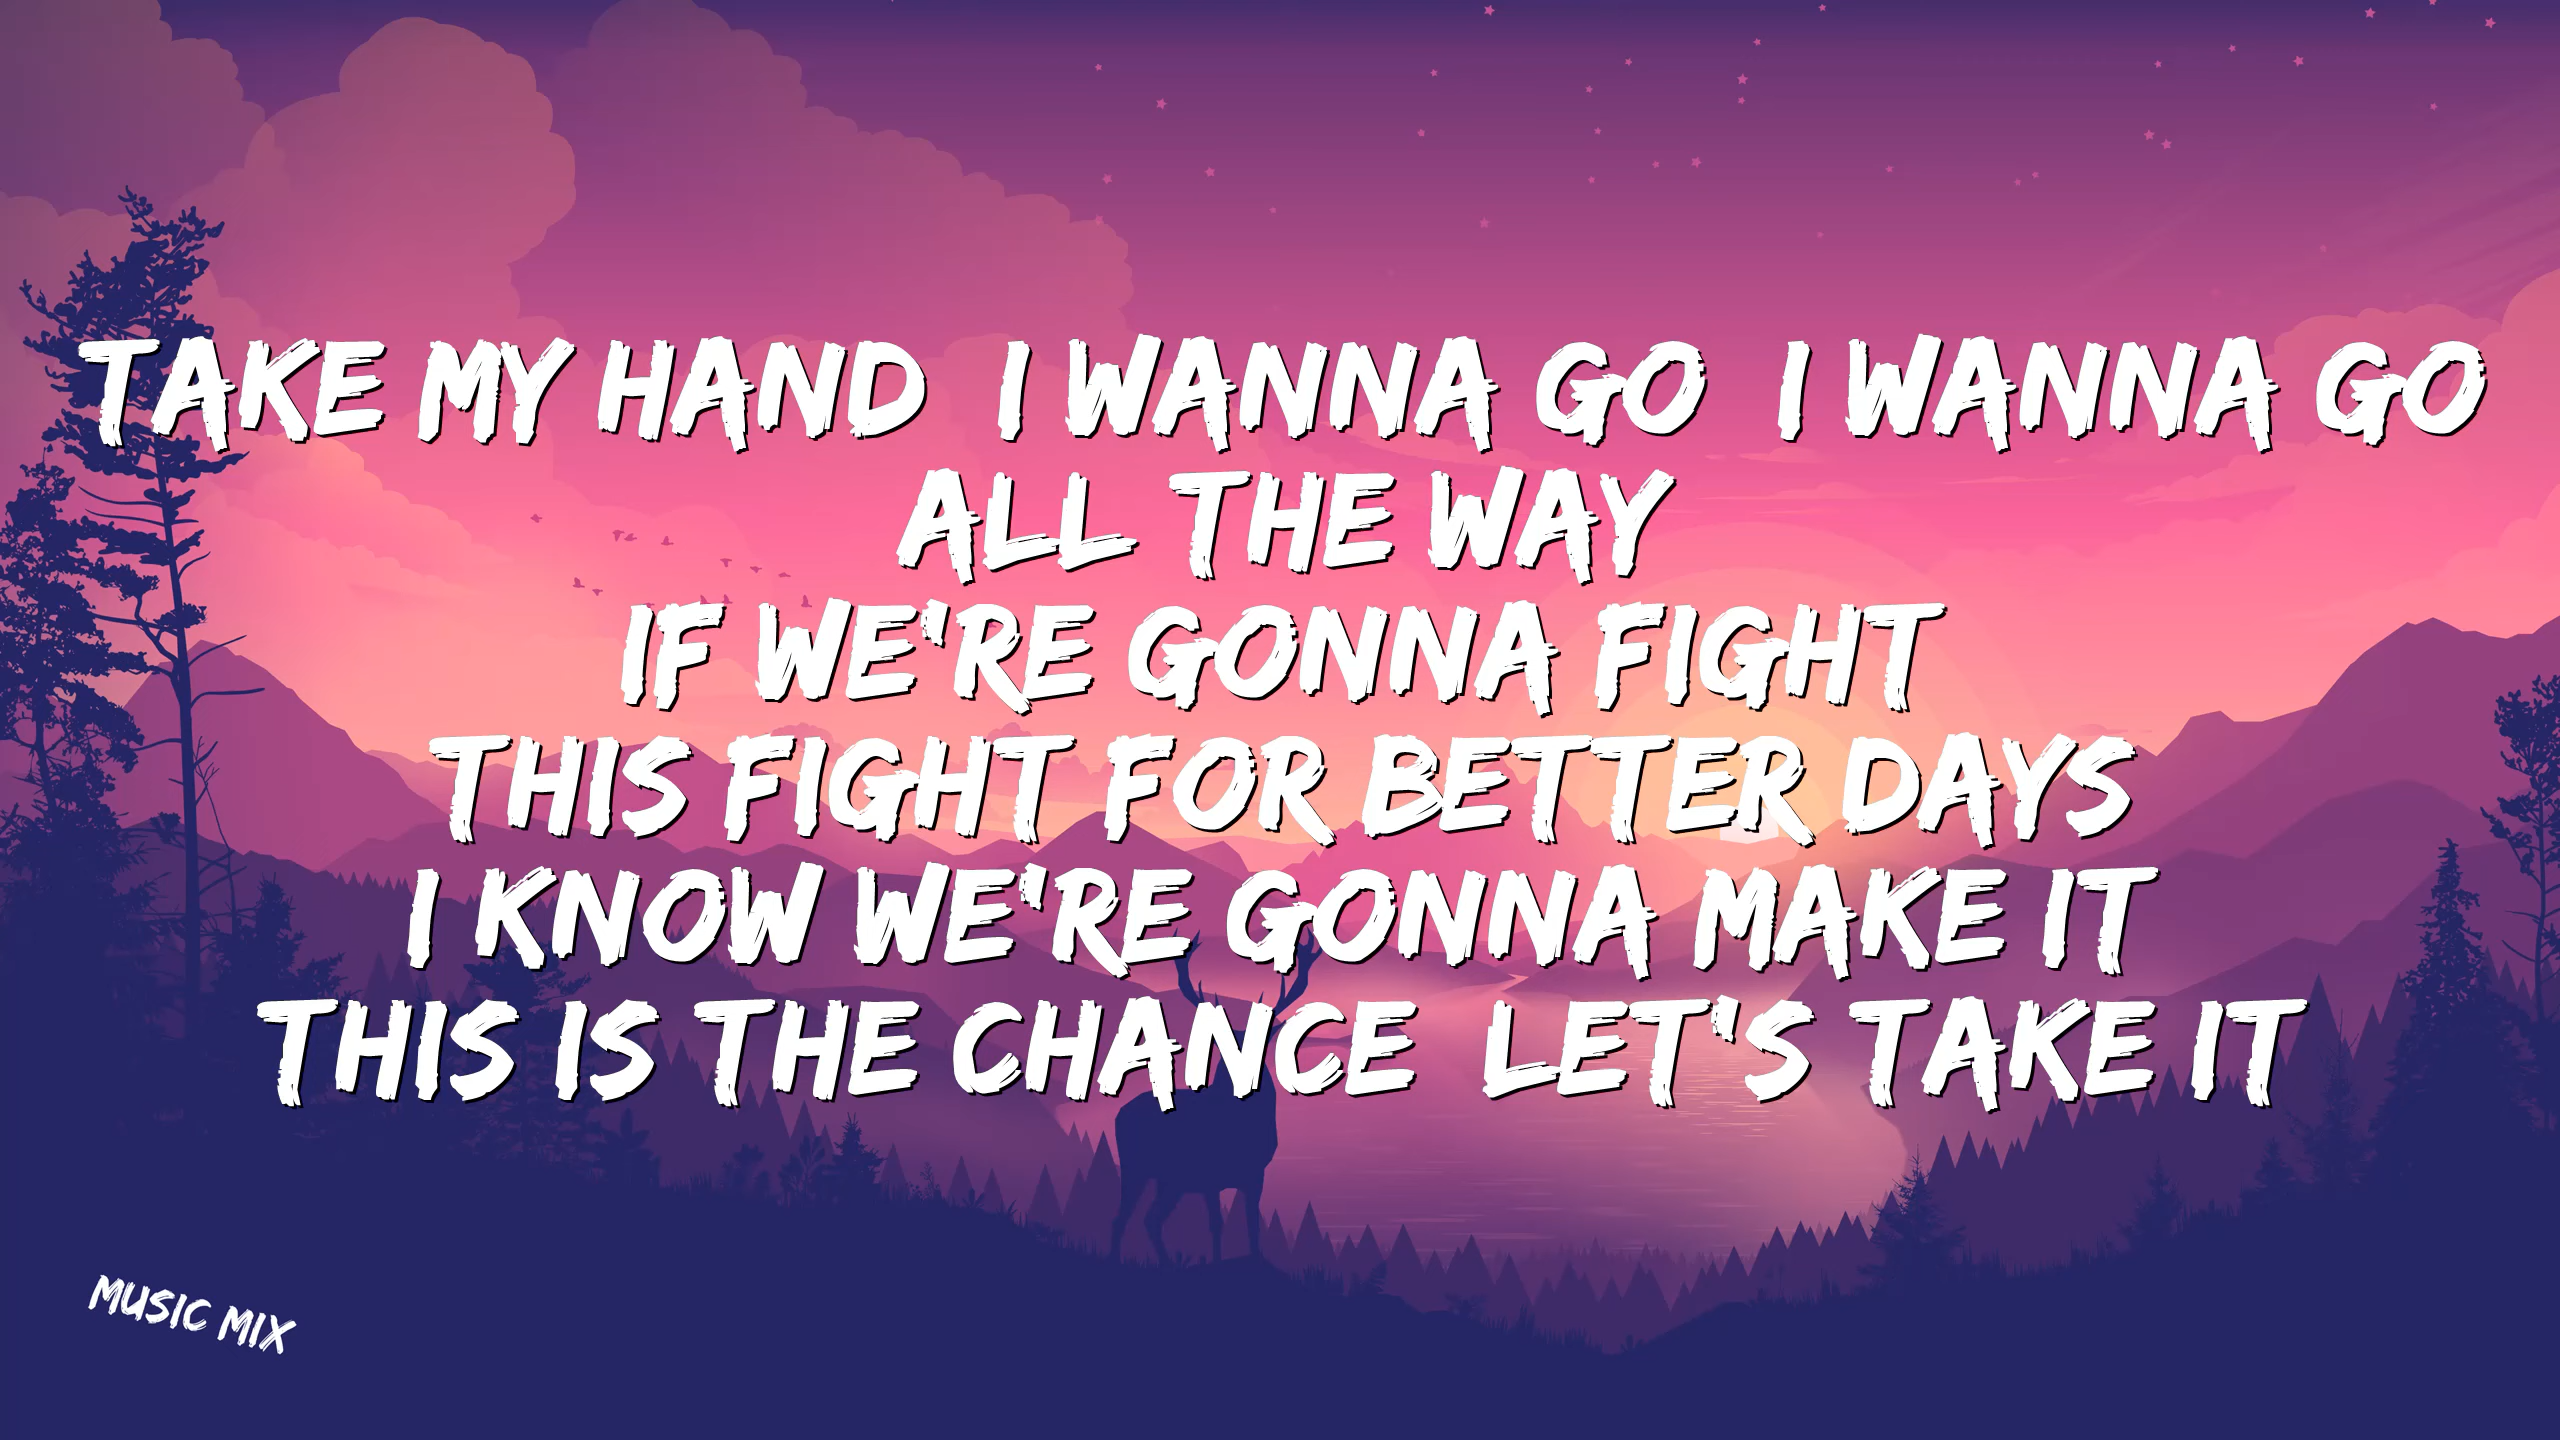 TAKE MY HAND I WANNA GO I WANNA GO
ALL THE WAY
IF WE'RE GONNA FIGHT
THIS FIGHT FOR BETTER DAYS
I KNOW WE'RE GONNA MAKE IT
THIS IS THE CHANCE LET'S TAKE IT
MUSIC MIX